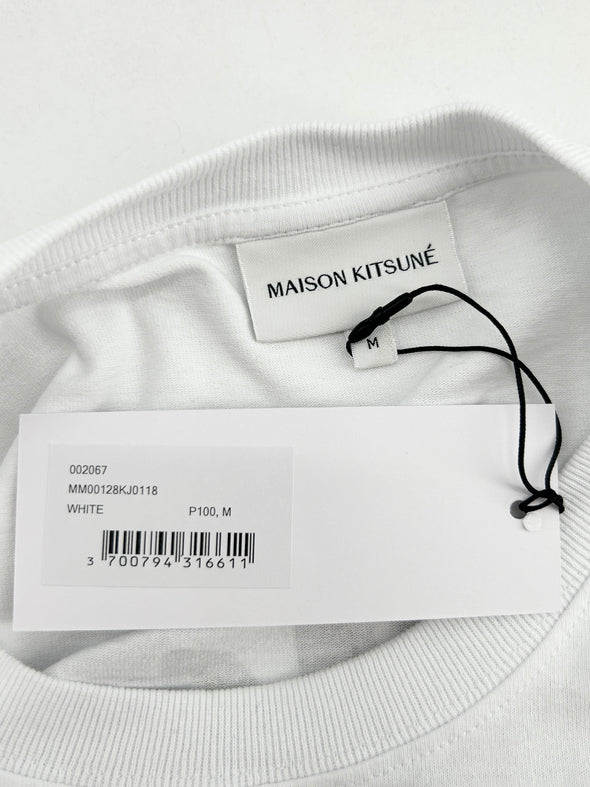 MAISON KITSUNÉ
M
002067
MM00128KJ0118
WHITE P100, M
3 700794 316611